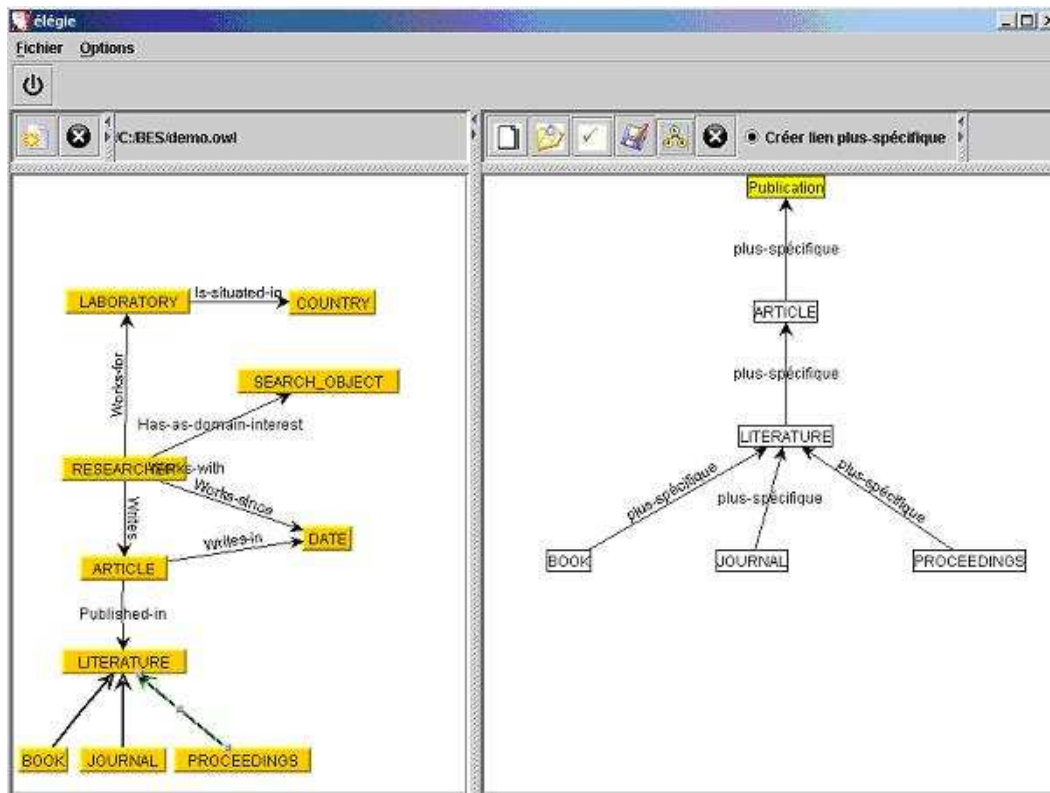 élégie
Fichier Options
/C:/BES/demo.owl
Créer lien plus-spécifique
LABORATORY
Is-situated-in
COUNTRY
Works-for
SEARCH_OBJECT
Has-as-domain-interest
RESEARCHER
Works-with
Works-since
Writes
Writes-in
DATE
ARTICLE
Published-in
LITERATURE
BOOK
JOURNAL
PROCEEDINGS
Publication
plus-spécifique
ARTICLE
plus-spécifique
LITERATURE
plus-spécifique
plus-spécifique
plus-spécifique
BOOK
JOURNAL
PROCEEDINGS